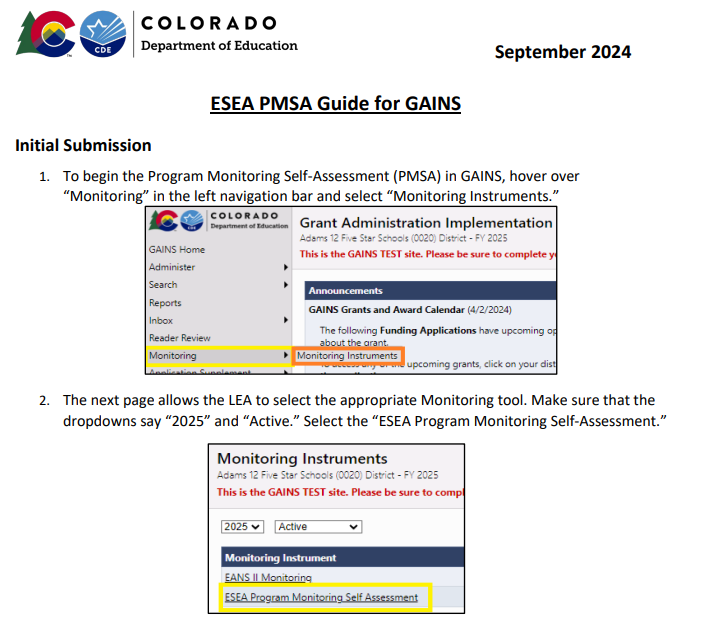 COLORADO
Department of Education
CDE
September 2024
ESEA PMSA Guide for GAINS
Initial Submission
1. To begin the Program Monitoring Self-Assessment (PMSA) in GAINS, hover over
“Monitoring” in the left navigation bar and select “Monitoring Instruments.”
COLORADO
Department of Education
GAINS Home
Administer
Search
Reports
Inbox
Reader Review
Monitoring
Application Supplement
Grant Administration Implementation
Adams 12 Five Star Schools (0020) District - FY 2025
This is the GAINS TEST site. Please be sure to complete y
Announcements
GAINS Grants and Award Calendar (4/2/2024)
The following Funding Applications have upcoming op
about the grant.
Monitoring Instruments
upcoming grants, click on your dist
2. The next page allows the LEA to select the appropriate Monitoring tool. Make sure that the
dropdowns say “2025” and “Active.” Select the “ESEA Program Monitoring Self-Assessment.”
Monitoring Instruments
Adams 12 Five Star Schools (0020) District - FY 2025
This is the GAINS TEST site. Please be sure to compl
2025 Active
Monitoring Instrument
EANS II Monitoring
ESEA Program Monitoring Self Assessment